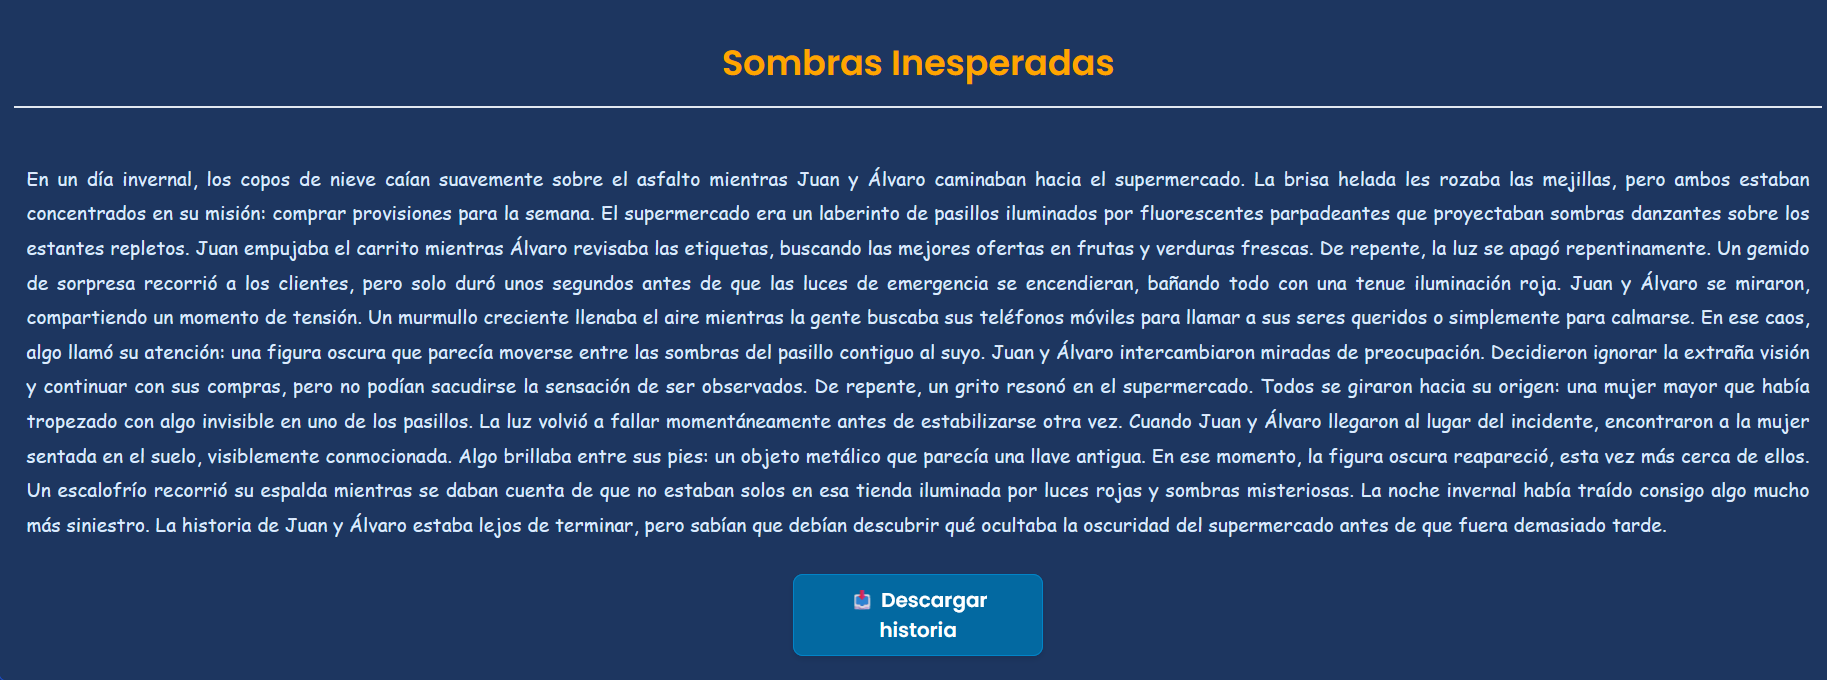 Sombras Inesperadas
En un día invernal, los copos de nieve caían suavemente sobre el asfalto mientras Juan y Álvaro caminaban hacia el supermercado. La brisa helada les rozaba las mejillas, pero ambos estaban
concentrados en su misión: comprar provisiones para la semana. El supermercado era un laberinto de pasillos iluminados por fluorescentes parpadeantes que proyectaban sombras danzantes sobre los
estantes repletos. Juan empujaba el carrito mientras Álvaro revisaba las etiquetas, buscando las mejores ofertas en frutas y verduras frescas. De repente, la luz se apagó repentinamente. Un gemido
de sorpresa recorrió a los clientes, pero solo duró unos segundos antes de que las luces de emergencia se encendieran, bañando todo con una tenue iluminación roja. Juan y Álvaro se miraron,
compartiendo un momento de tensión. Un murmullo creciente llenaba el aire mientras la gente buscaba sus teléfonos móviles para llamar a sus seres queridos o simplemente para calmarse. En ese caos,
algo llamó su atención: una figura oscura que parecía moverse entre las sombras del pasillo contiguo al suyo. Juan y Álvaro intercambiaron miradas de preocupación. Decidieron ignorar la extraña visión
y continuar con sus compras, pero no podían sacudirse la sensación de ser observados. De repente, un grito resonó en el supermercado. Todos se giraron hacia su origen: una mujer mayor que había
tropezado con algo invisible en uno de los pasillos. La luz volvió a fallar momentáneamente antes de estabilizarse otra vez. Cuando Juan y Álvaro llegaron al lugar del incidente, encontraron a la mujer
sentada en el suelo, visiblemente conmocionada. Algo brillaba entre sus pies: un objeto metálico que parecía una llave antigua. En ese momento, la figura oscura reapareció, esta vez más cerca de ellos.
Un escalofrío recorrió su espalda mientras se daban cuenta de que no estaban solos en esa tienda iluminada por luces rojas y sombras misteriosas. La noche invernal había traído consigo algo mucho
más siniestro. La historia de Juan y Álvaro estaba lejos de terminar, pero sabían que debían descubrir qué ocultaba la oscuridad del supermercado antes de que fuera demasiado tarde.
Descargar
historia